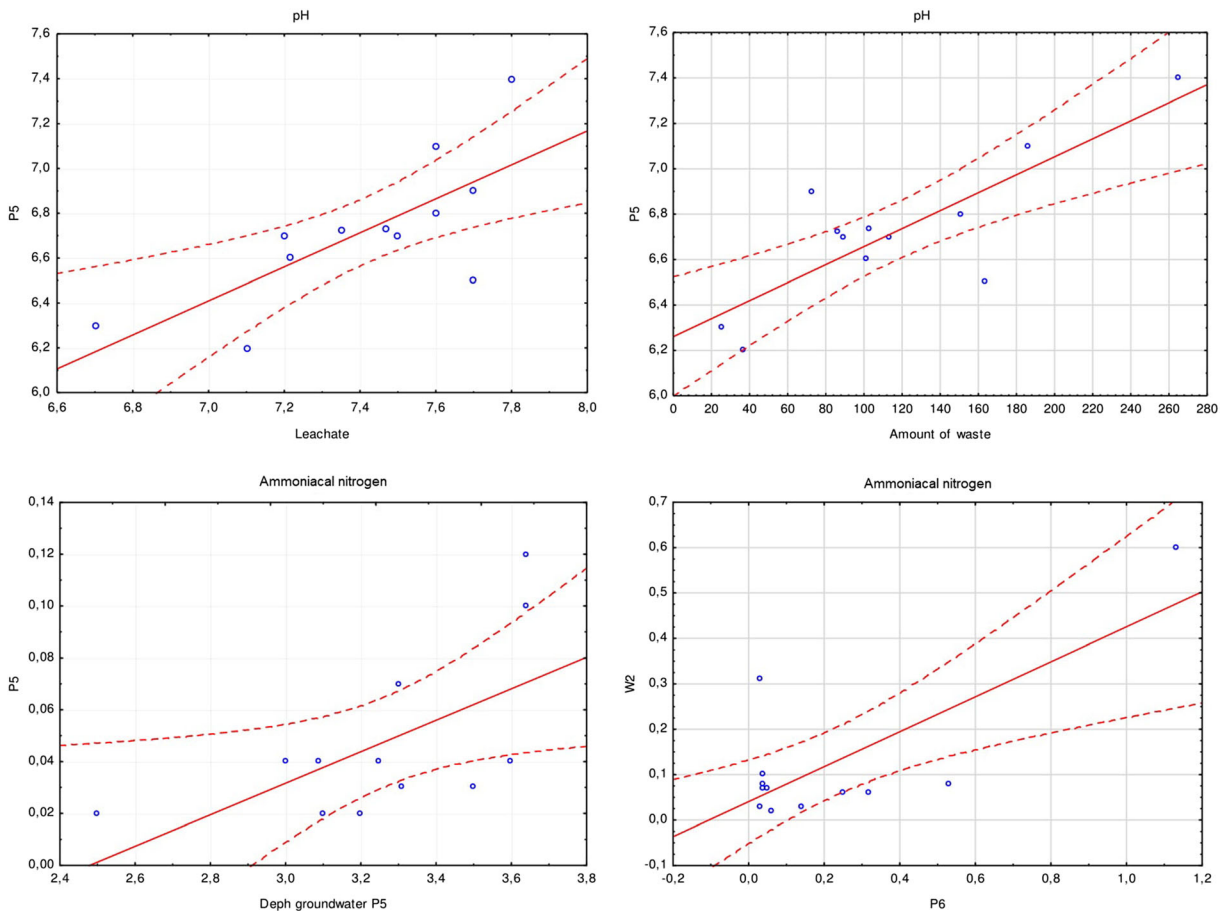 pH
7,6
7,4
7,2
7,0
6,8
6,6
6,4
6,2
6,0
P5
6,6 6,8 7,0 7,2 7,4 7,6 7,8 8,0
Leachate
pH
7,6
7,4
7,2
7,0
6,8
6,6
6,4
6,2
6,0
P5
0 20 40 60 80 100 120 140 160 180 200 220 240 260 280
Amount of waste
Ammoniacal nitrogen
0,14
0,12
0,10
0,08
0,06
0,04
0,02
0,00
P5
2,4 2,6 2,8 3,0 3,2 3,4 3,6 3,8
Deph groundwater P5
Ammoniacal nitrogen
0,7
0,6
0,5
0,4
0,3
0,2
0,1
0,0
-0,1
W2
-0,2 0,0 0,2 0,4 0,6 0,8 1,0 1,2
P6